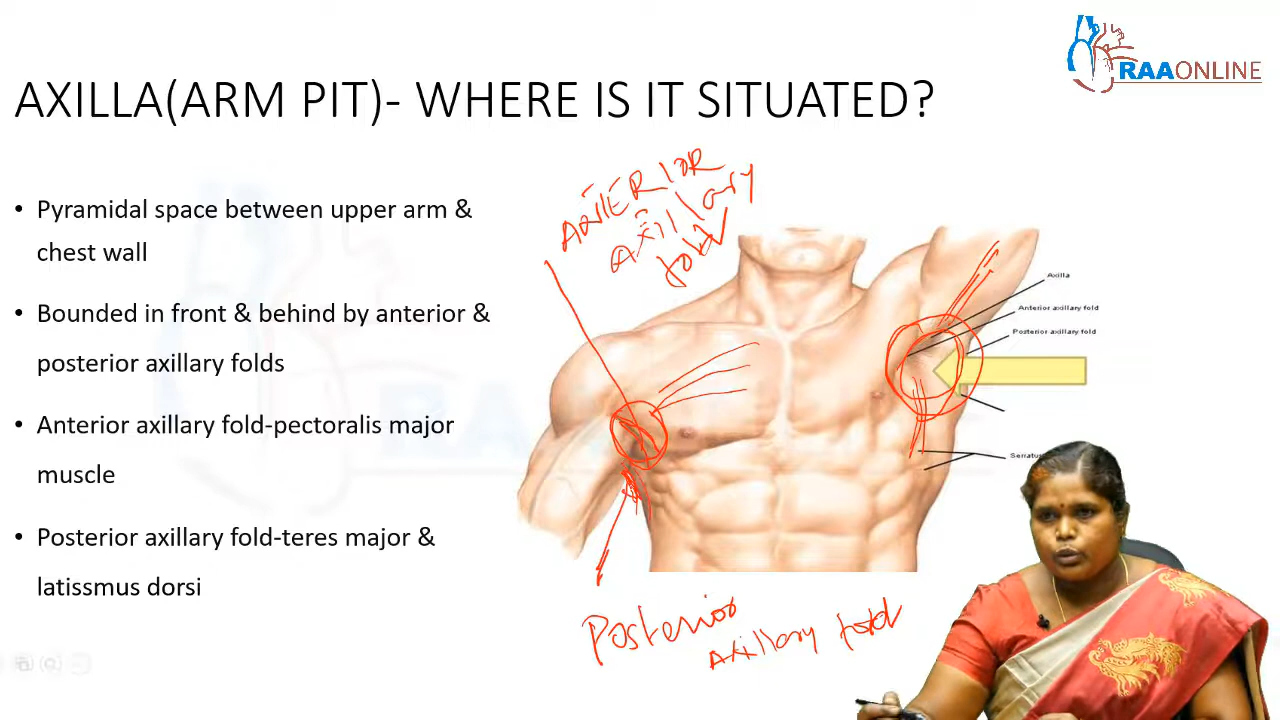 RAAONLINE
AXILLA(ARM PIT)- WHERE IS IT SITUATED?
• Pyramidal space between upper arm &
chest wall
• Bounded in front & behind by anterior &
posterior axillary folds
• Anterior axillary fold-pectoralis major
muscle
• Posterior axillary fold-teres major &
latissmus dorsi
ANTERIOR
Axillary
fold
Axilla
Anterior axillary fold
Posterior axillary fold
Posterior
Axillary fold